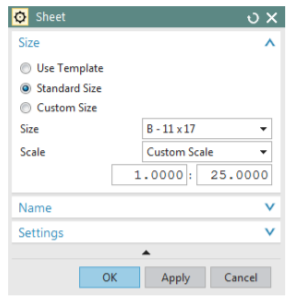 Sheet
Size
Use Template
Standard Size
Custom Size
Size B - 11 x 17
Scale Custom Scale
1.0000 : 25.0000
Name
Settings
OK Apply Cancel